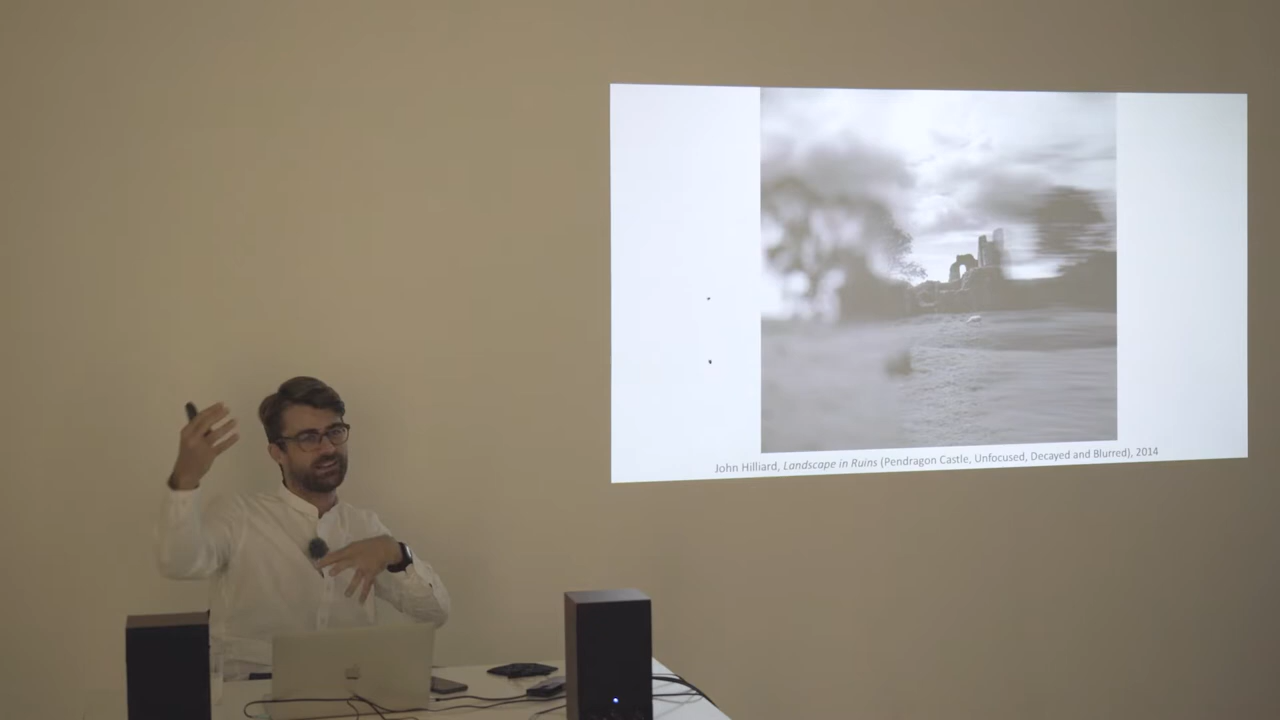 John Hilliard, Landscape in Ruins (Pendragon Castle, Unfocused, Decayed and Blurred), 2014